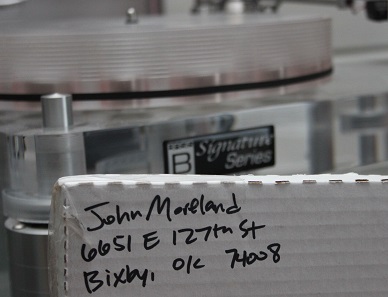 B Signature
Series
John Moreland
6651 E 127th St
Bixby, OK 74008